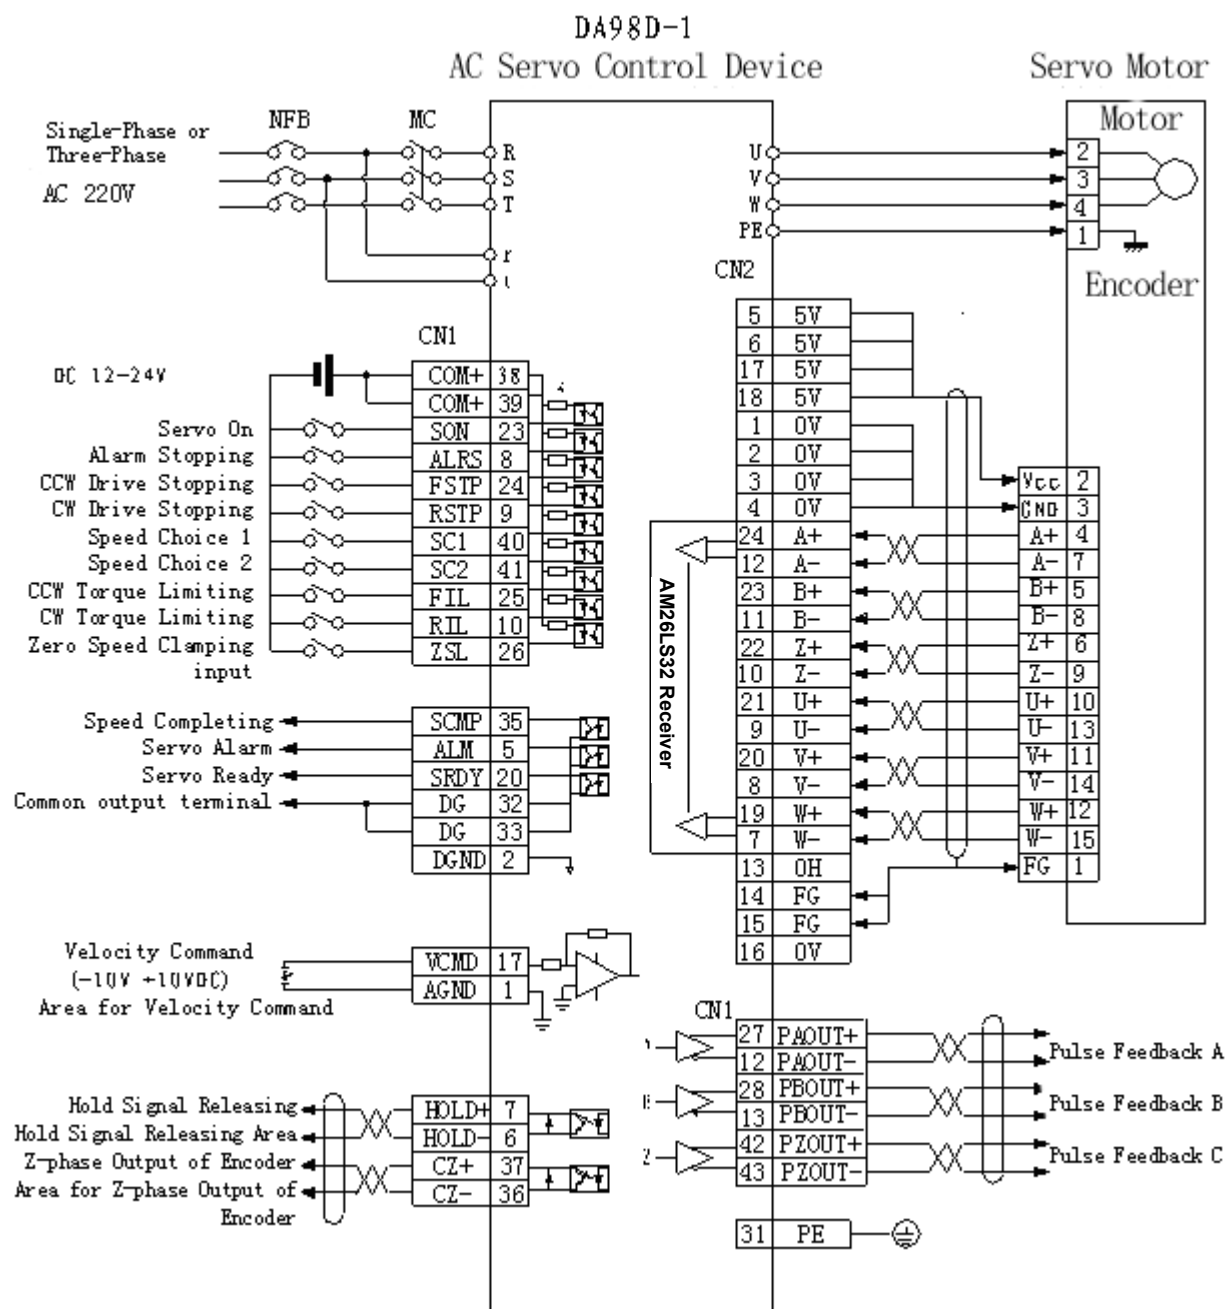 DA98D-1
AC Servo Control Device
Servo Motor
Single-Phase or
Three-Phase
AC 220V
NFB
MC
R
S
T
r
t
U
V
W
PE
Motor
2
3
4
1
Encoder
CN1
DC 12-24V
COM+ 38
COM+ 39
Servo On SON 23
Alarm Stopping ALRS 8
CCW Drive Stopping FSTP 24
CW Drive Stopping RSTP 9
Speed Choice 1 SC1 40
Speed Choice 2 SC2 41
CCW Torque Limiting FIL 25
CW Torque Limiting RIL 10
Zero Speed Clamping ZSL 26
input
Speed Completing SCMP 35
Servo Alarm ALM 5
Servo Ready SRDY 20
Common output terminal DG 32
DG 33
DGND 2
Velocity Command VCMD 17
(-10V +10VDC)
AGND 1
Area for Velocity Command
Hold Signal Releasing HOLD+ 7
Hold Signal Releasing Area HOLD- 6
Z-phase Output of Encoder CZ+ 37
Area for Z-phase Output of CZ- 36
Encoder
CN2
5 5V
6 5V
17 5V
18 5V
1 0V
2 0V
3 0V
4 0V
24 A+
12 A-
23 B+
11 B-
22 Z+
10 Z-
21 U+
9 U-
20 V+
8 V-
19 W+
7 W-
13 OH
14 FG
15 FG
16 0V
AM26LS32 Receiver
Vcc 2
GND 3
A+ 4
A- 7
B+ 5
B- 8
Z+ 6
Z- 9
U+ 10
U- 13
V+ 11
V- 14
W+ 12
W- 15
FG 1
CN1
27 PAOUT+
12 PAOUT-
Pulse Feedback A
28 PBOUT+
13 PBOUT-
Pulse Feedback B
42 PZOUT+
43 PZOUT-
Pulse Feedback C
Z
31 PE